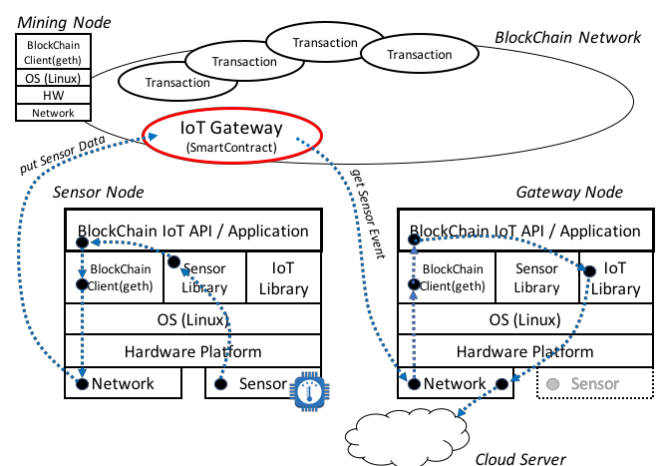 Mining Node
BlockChain
Client(geth)
OS (Linux)
HW
Network
Transaction
Transaction
Transaction
Transaction
BlockChain Network
IoT Gateway
(SmartContract)
put Sensor Data
get Sensor Event
Sensor Node
BlockChain IoT API / Application
BlockChain
Client(geth)
Sensor
Library
IoT
Library
OS (Linux)
Hardware Platform
Network
Sensor
Gateway Node
BlockChain IoT API / Application
BlockChain
Client(geth)
Sensor
Library
IoT
Library
OS (Linux)
Hardware Platform
Network
Sensor
Cloud Server